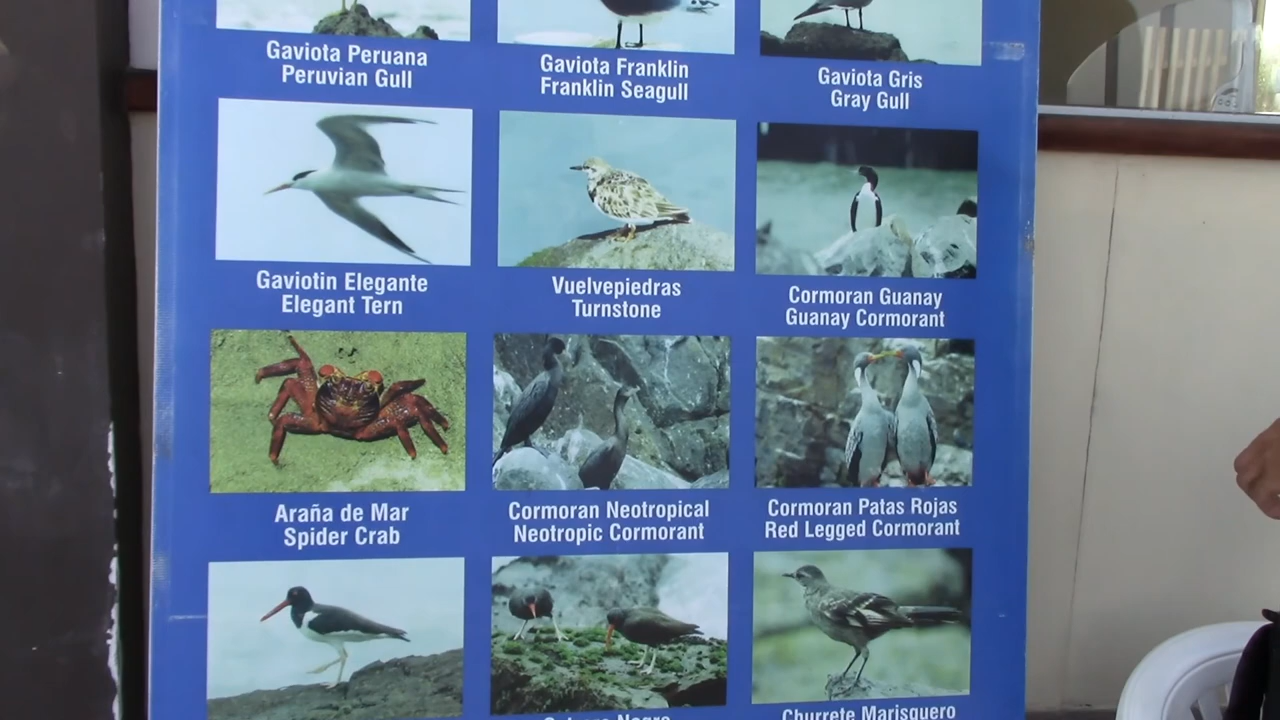 Gaviota Peruana
Peruvian Gull
Gaviota Franklin
Franklin Seagull
Gaviota Gris
Gray Gull
Gaviotin Elegante
Elegant Tern
Vuelvepiedras
Turnstone
Cormoran Guanay
Guanay Cormorant
Araña de Mar
Spider Crab
Cormoran Neotropical
Neotropic Cormorant
Cormoran Patas Rojas
Red Legged Cormorant
Negro
Churrete Marisquero